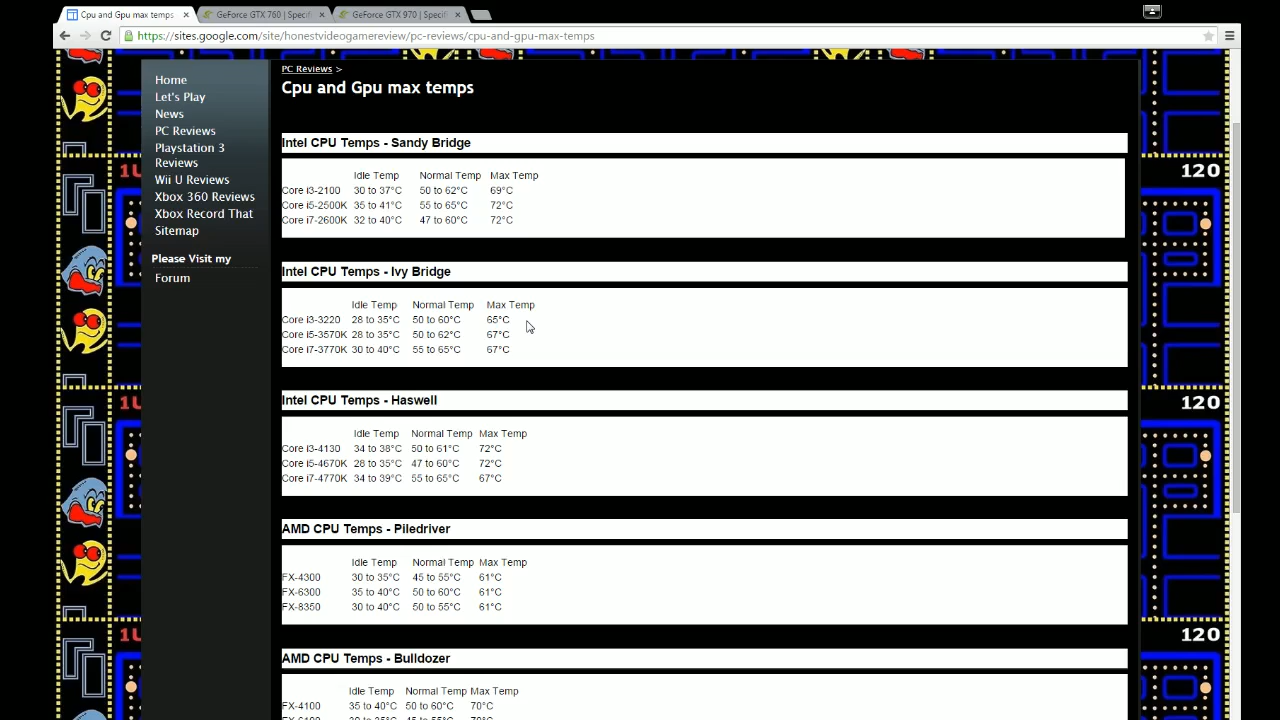 Cpu and Gpu max temps
GeForce GTX 760 | Specifi
GeForce GTX 970 | Specifi
https://sites.google.com/site/honestvideogamereview/pc-reviews/cpu-and-gpu-max-temps
Home
Let's Play
News
PC Reviews
Playstation 3
Reviews
Wii U Reviews
Xbox 360 Reviews
Xbox Record That
Sitemap
Please Visit my
Forum
PC Reviews >
Cpu and Gpu max temps
Intel CPU Temps - Sandy Bridge
Idle Temp Normal Temp Max Temp
Core i3-2100 30 to 37°C 50 to 62°C 69°C
Core i5-2500K 35 to 41°C 55 to 65°C 72°C
Core i7-2600K 32 to 40°C 47 to 60°C 72°C
Intel CPU Temps - Ivy Bridge
Idle Temp Normal Temp Max Temp
Core i3-3220 28 to 35°C 50 to 60°C 65°C
Core i5-3570K 28 to 35°C 50 to 62°C 67°C
Core i7-3770K 30 to 40°C 55 to 65°C 67°C
Intel CPU Temps - Haswell
Idle Temp Normal Temp Max Temp
Core i3-4130 34 to 38°C 50 to 61°C 72°C
Core i5-4670K 28 to 35°C 47 to 60°C 72°C
Core i7-4770K 34 to 39°C 55 to 65°C 67°C
AMD CPU Temps - Piledriver
Idle Temp Normal Temp Max Temp
FX-4300 30 to 35°C 45 to 55°C 61°C
FX-6300 35 to 40°C 50 to 60°C 61°C
FX-8350 30 to 40°C 50 to 55°C 61°C
AMD CPU Temps - Bulldozer
Idle Temp Normal Temp Max Temp
FX-4100 35 to 40°C 50 to 60°C 70°C
1U
120
1U
120
1U
120